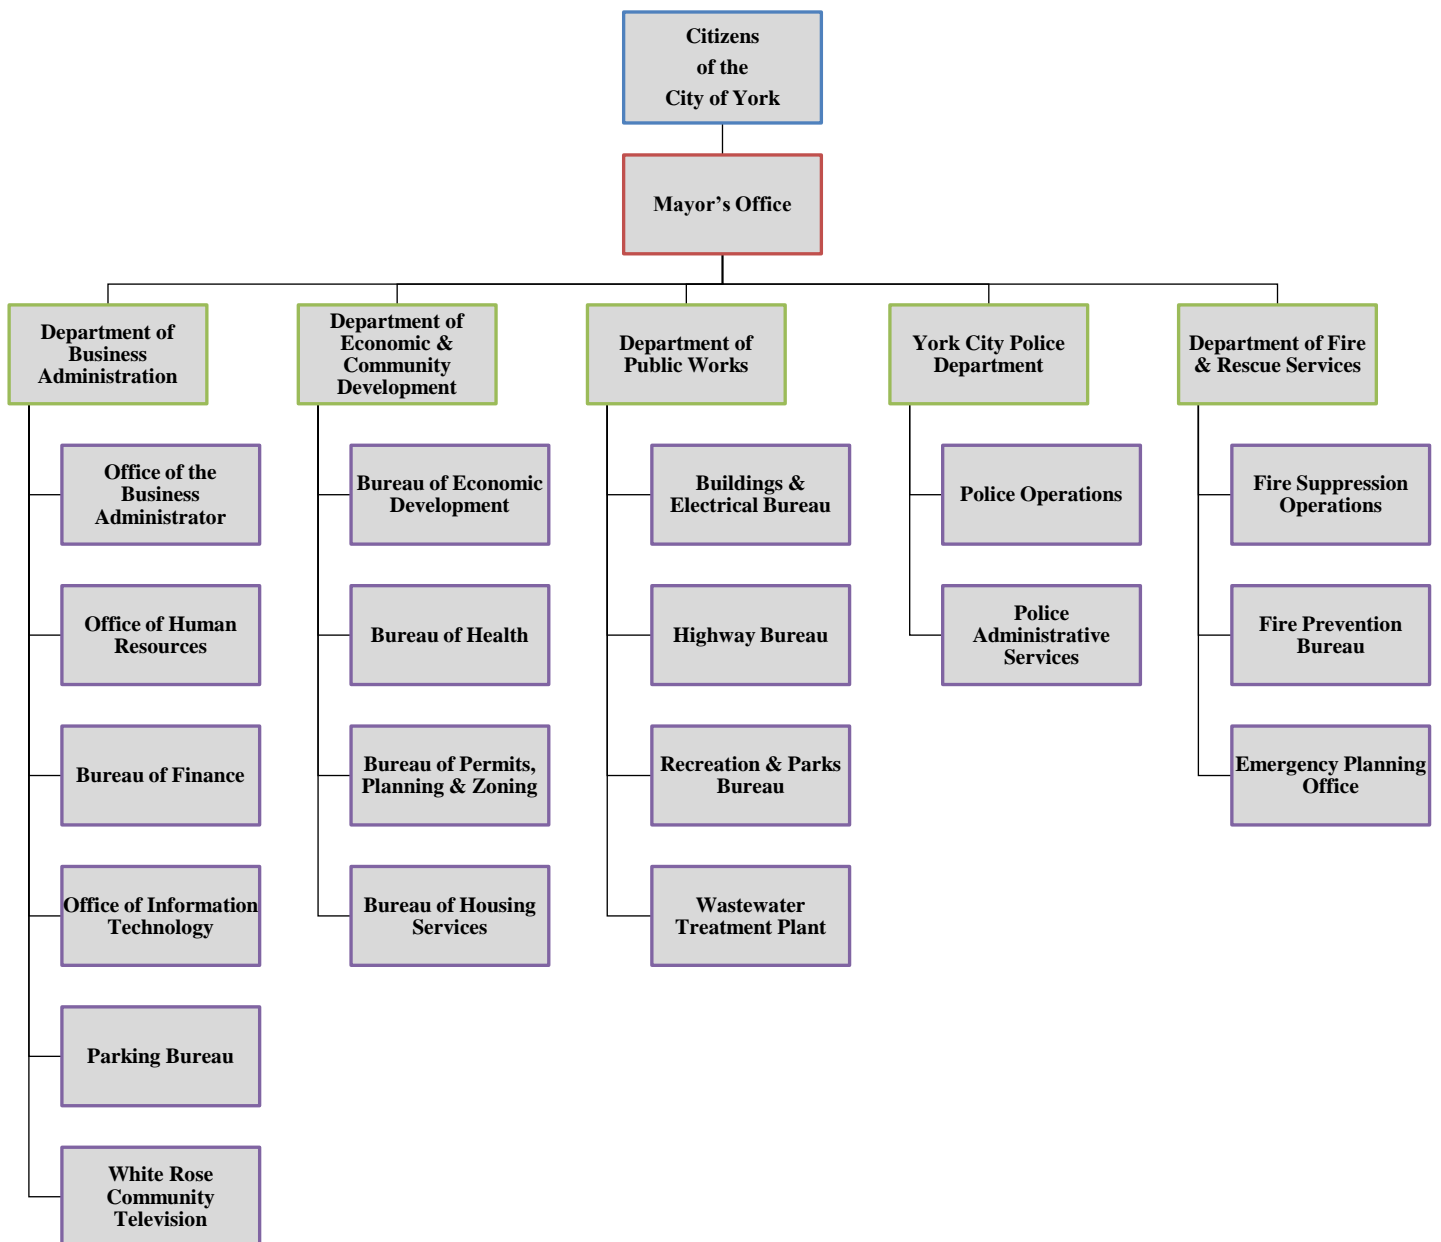 Citizens
of the
City of York
Mayor’s Office
Department of
Business
Administration
Department of
Economic &
Community
Development
Department of
Public Works
York City Police
Department
Department of Fire
& Rescue Services
Office of the
Business
Administrator
Bureau of Economic
Development
Buildings &
Electrical Bureau
Police Operations
Fire Suppression
Operations
Office of Human
Resources
Bureau of Health
Highway Bureau
Police
Administrative
Services
Fire Prevention
Bureau
Bureau of Finance
Bureau of Permits,
Planning & Zoning
Recreation & Parks
Bureau
Emergency Planning
Office
Office of Information
Technology
Bureau of Housing
Services
Wastewater
Treatment Plant
Parking Bureau
White Rose
Community
Television